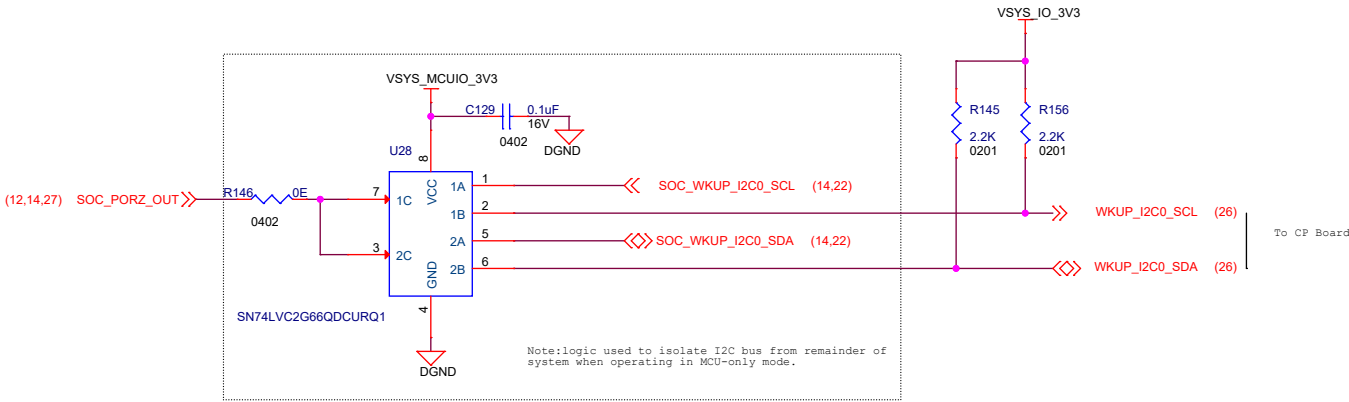 VSYS_IO_3V3
VSYS_MCUIO_3V3
C129 0.1uF
16V
0402
DGND
R145
2.2K
0201
R156
2.2K
0201
U28
8
VCC
(12,14,27) SOC_PORZ_OUT
R146 0E
0402
7 1C
3 2C
1A 1 SOC_WKUP_I2C0_SCL (14,22)
1B 2 WKUP_I2C0_SCL (26)
2A 5 SOC_WKUP_I2C0_SDA (14,22)
2B 6 WKUP_I2C0_SDA (26)
To CP Board
GND
4
SN74LVC2G66QDCURQ1
DGND
Note:logic used to isolate I2C bus from remainder of
system when operating in MCU-only mode.